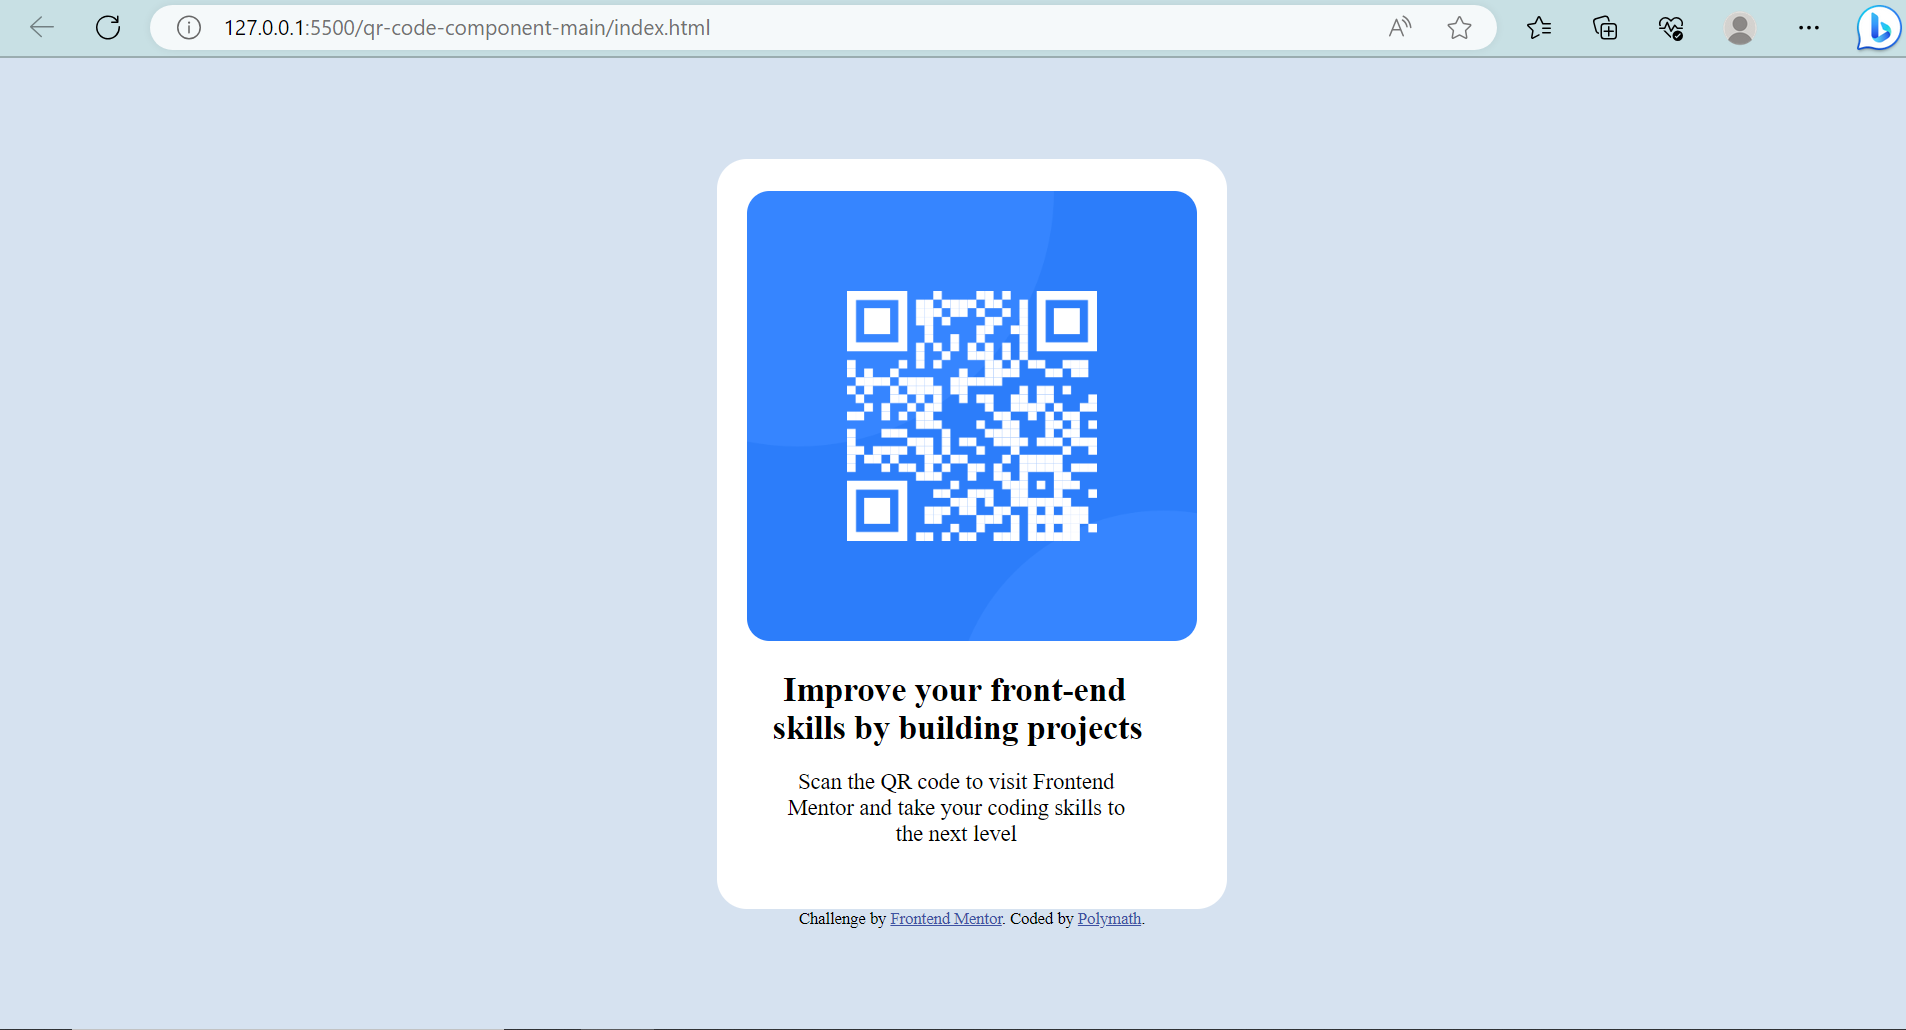 127.0.0.1:5500/qr-code-component-main/index.html
Improve your front-end
skills by building projects
Scan the QR code to visit Frontend
Mentor and take your coding skills to
the next level
Challenge by Frontend Mentor. Coded by Polymath.